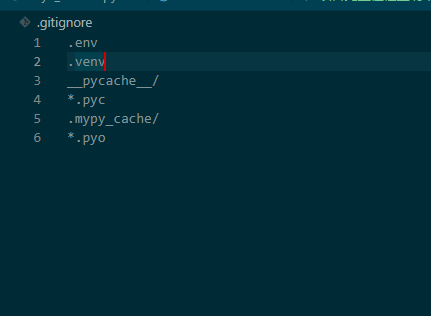 .gitignore
1 .env
2 .venv
3 __pycache__/
4 *.pyc
5 .mypy_cache/
6 *.pyo